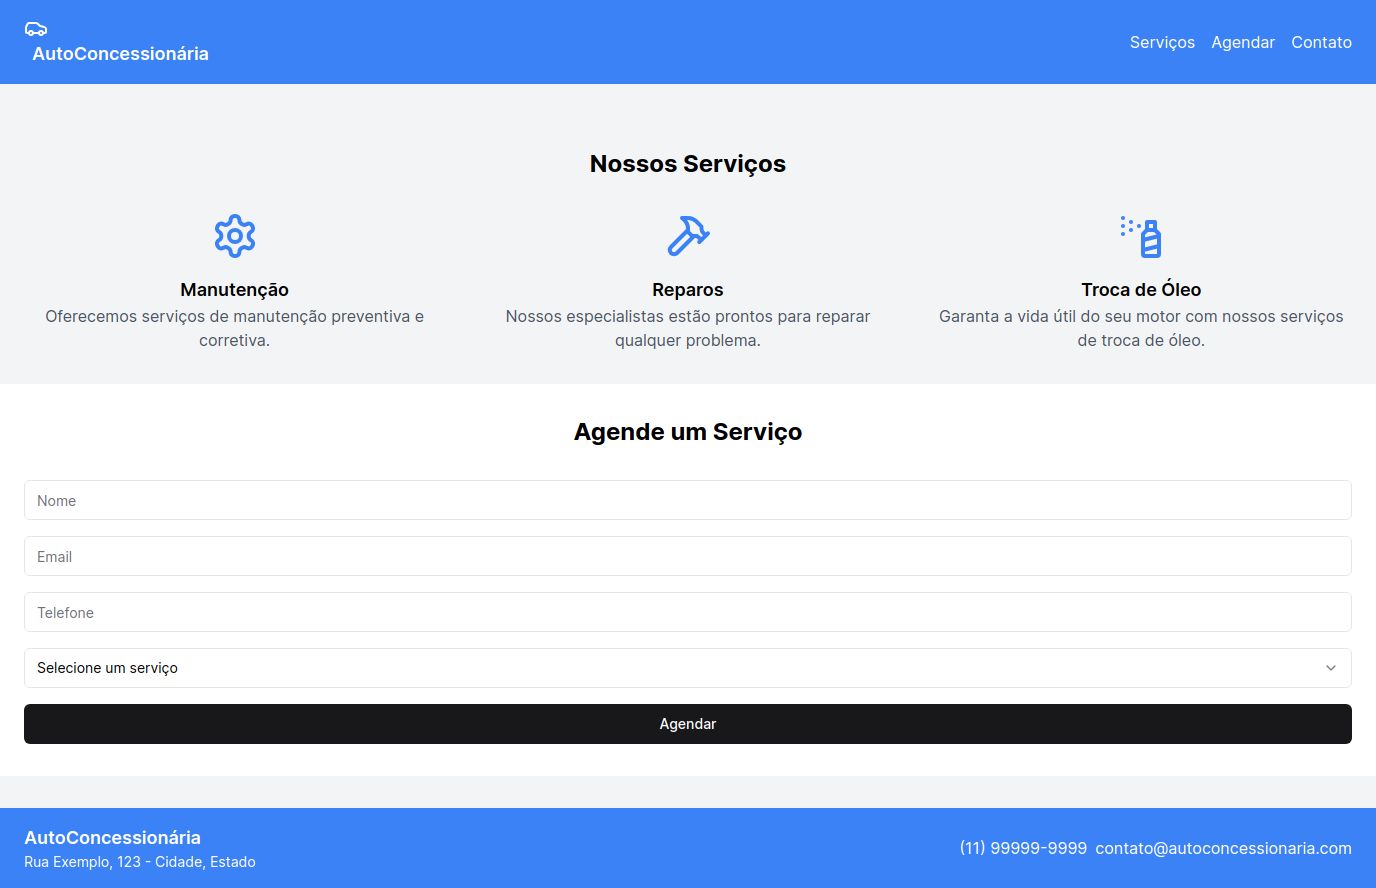 AutoConcessionária
Serviços Agendar Contato
Nossos Serviços
Manutenção
Oferecemos serviços de manutenção preventiva e
corretiva.
Reparos
Nossos especialistas estão prontos para reparar
qualquer problema.
Troca de Óleo
Garanta a vida útil do seu motor com nossos serviços
de troca de óleo.
Agende um Serviço
Nome
Email
Telefone
Selecione um serviço
Agendar
AutoConcessionária
Rua Exemplo, 123 - Cidade, Estado
(11) 99999-9999 contato@autoconcessionaria.com